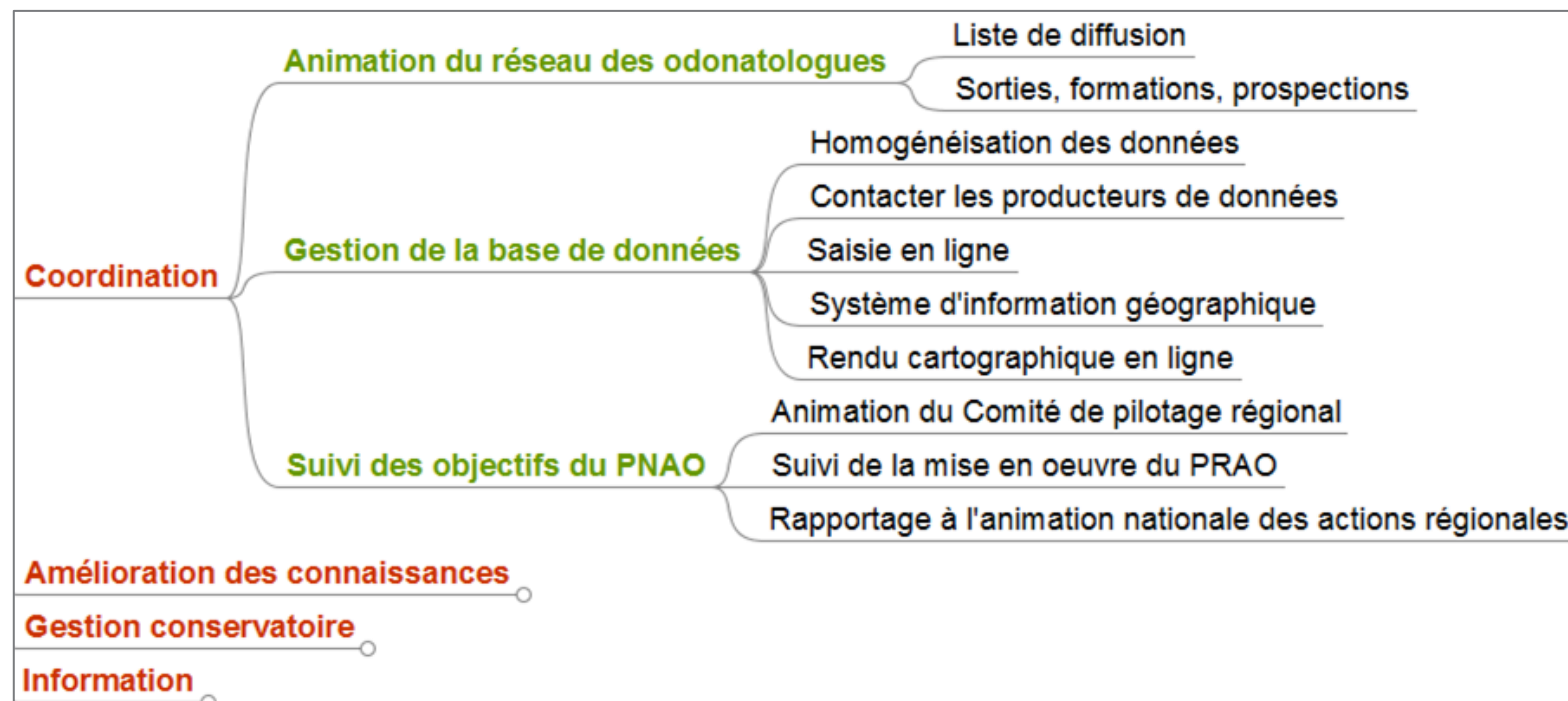 Coordination
Animation du réseau des odonatologues
Liste de diffusion
Sorties, formations, prospections
Gestion de la base de données
Homogénéisation des données
Contacter les producteurs de données
Saisie en ligne
Système d'information géographique
Rendu cartographique en ligne
Suivi des objectifs du PNAO
Animation du Comité de pilotage régional
Suivi de la mise en oeuvre du PRAO
Rapportage à l'animation nationale des actions régionales
Amélioration des connaissances
Gestion conservatoire
Information